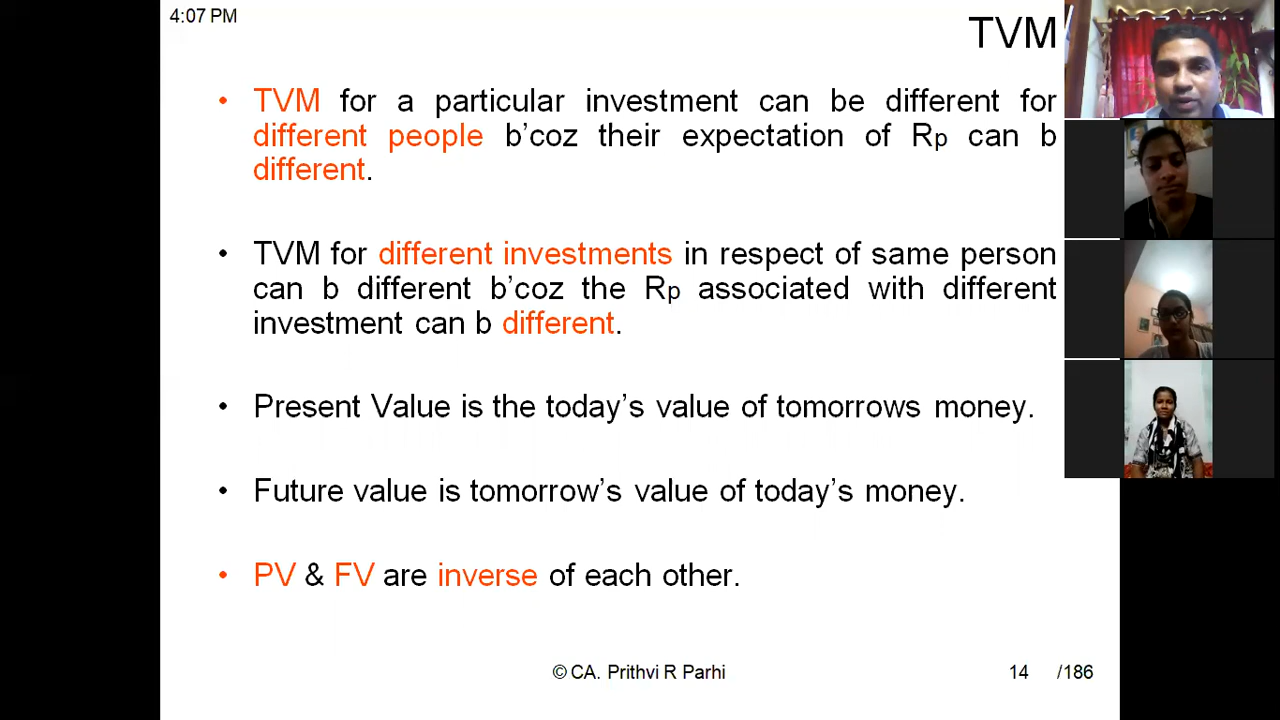 4:07 PM
TVM
• TVM for a particular investment can be different for
different people b’coz their expectation of Rp can b
different.
• TVM for different investments in respect of same person
can b different b’coz the Rp associated with different
investment can b different.
• Present Value is the today’s value of tomorrows money.
• Future value is tomorrow’s value of today’s money.
• PV & FV are inverse of each other.
© CA. Prithvi R Parhi
14 /186